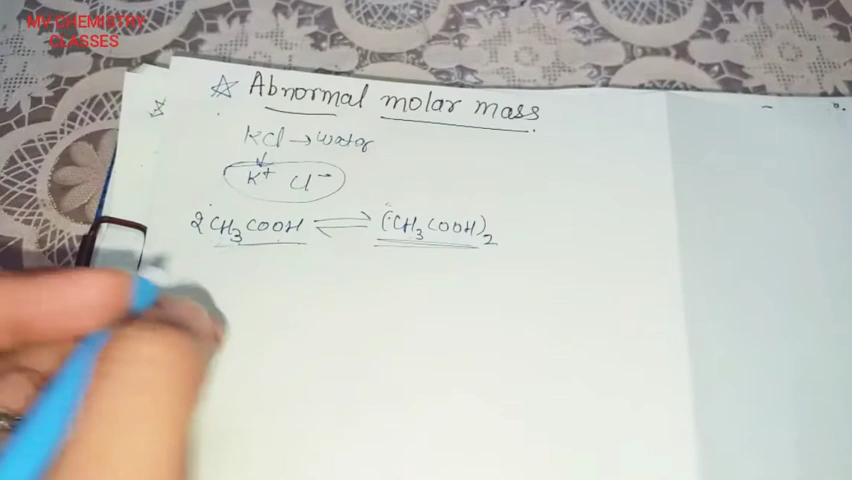 MV CHEMISTRY
CLASSES
☆ Abnormal molar mass
KCl → water
↓
K⁺ Cl⁻
2CH₃COOH ⇌ (CH₃COOH)₂